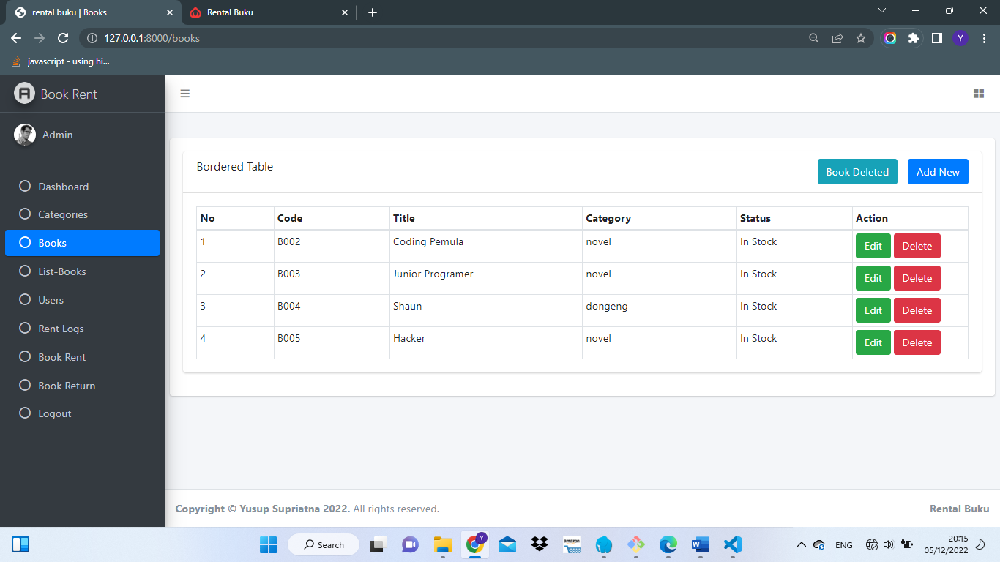 rental buku | Books
Rental Buku
127.0.0.1:8000/books
Y
javascript - using hi...
Book Rent
Admin
Dashboard
Categories
Books
List-Books
Users
Rent Logs
Book Rent
Book Return
Logout
Bordered Table
Book Deleted
Add New
No Code Title Category Status Action
1 B002 Coding Pemula novel In Stock Edit Delete
2 B003 Junior Programer novel In Stock Edit Delete
3 B004 Shaun dongeng In Stock Edit Delete
4 B005 Hacker novel In Stock Edit Delete
Copyright © Yusup Supriatna 2022. All rights reserved.
Rental Buku
Search
Y
amazon
ENG
20:15
05/12/2022